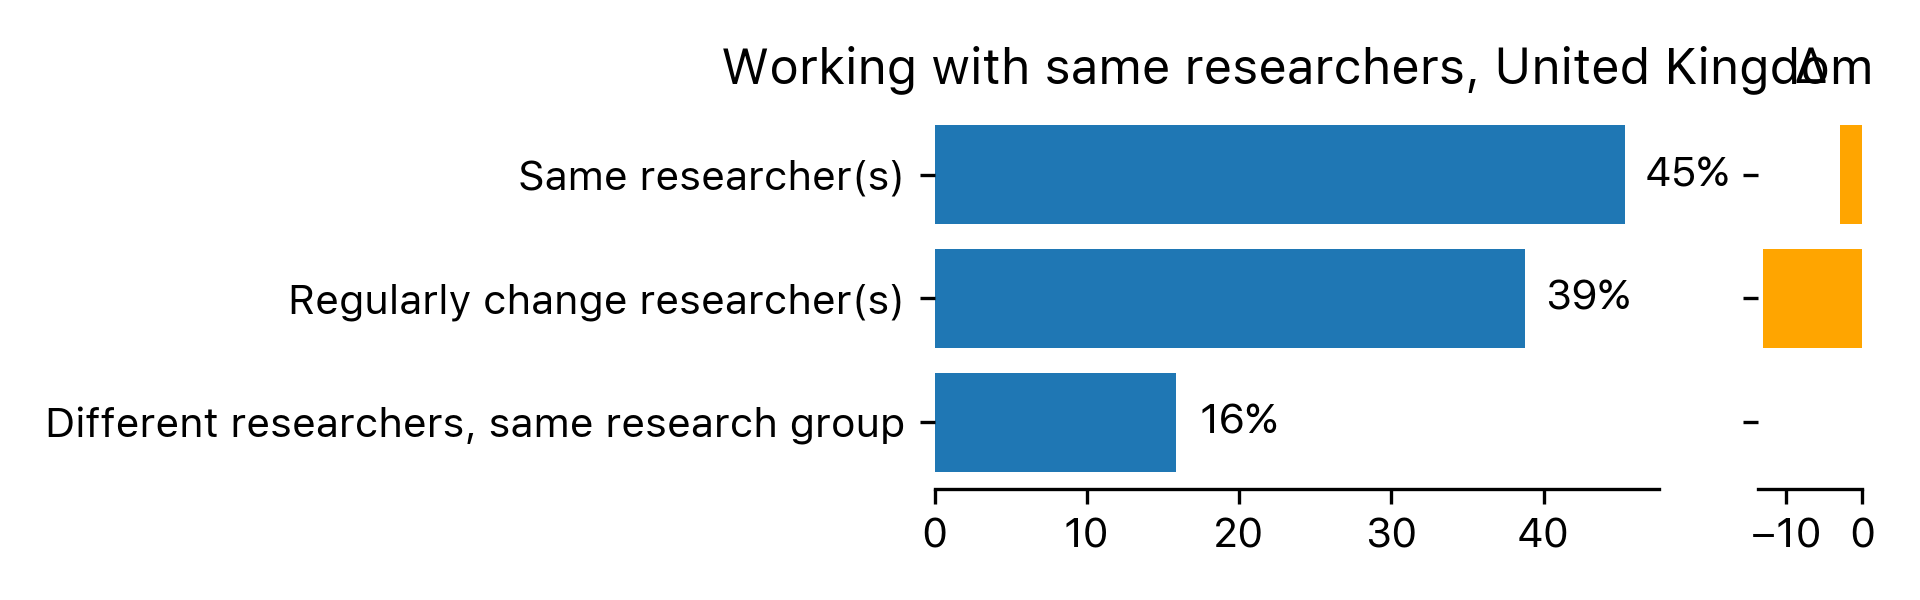 Working with same researchers, United Kingdom
Δ
Same researcher(s)
45%
Regularly change researcher(s)
39%
Different researchers, same research group
16%
0 10 20 30 40
−10 0